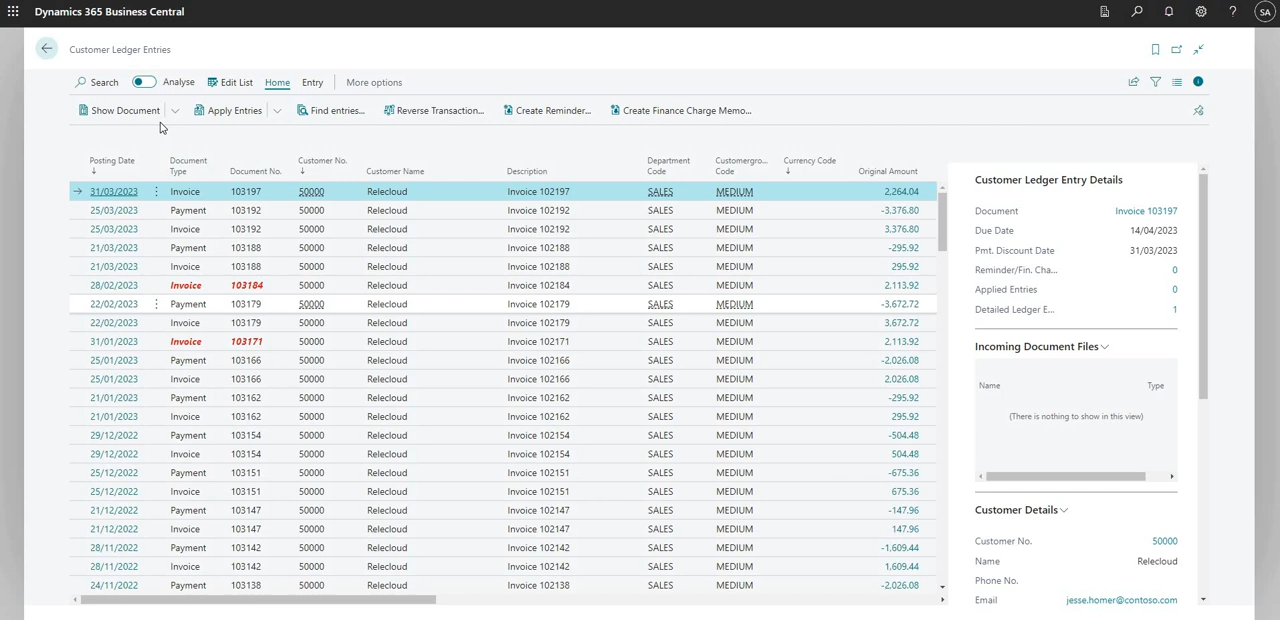 Dynamics 365 Business Central
SA
Customer Ledger Entries
Search Analyse Edit List Home Entry More options
Show Document Apply Entries Find entries... Reverse Transaction... Create Reminder... Create Finance Charge Memo...
Posting Date Document Type Document No. Customer No. Customer Name Description Department Code Customergro... Code Currency Code Original Amount
31/03/2023 Invoice 103197 50000 Relecloud Invoice 102197 SALES MEDIUM 2,264.04
25/03/2023 Payment 103192 50000 Relecloud Invoice 102192 SALES MEDIUM -3,376.80
25/03/2023 Invoice 103192 50000 Relecloud Invoice 102192 SALES MEDIUM 3,376.80
21/03/2023 Payment 103188 50000 Relecloud Invoice 102188 SALES MEDIUM -295.92
21/03/2023 Invoice 103188 50000 Relecloud Invoice 102188 SALES MEDIUM 295.92
28/02/2023 Invoice 103184 50000 Relecloud Invoice 102184 SALES MEDIUM 2,113.92
22/02/2023 Payment 103179 50000 Relecloud Invoice 102179 SALES MEDIUM -3,672.72
22/02/2023 Invoice 103179 50000 Relecloud Invoice 102179 SALES MEDIUM 3,672.72
31/01/2023 Invoice 103171 50000 Relecloud Invoice 102171 SALES MEDIUM 2,113.92
25/01/2023 Payment 103166 50000 Relecloud Invoice 102166 SALES MEDIUM -2,026.08
25/01/2023 Invoice 103166 50000 Relecloud Invoice 102166 SALES MEDIUM 2,026.08
21/01/2023 Payment 103162 50000 Relecloud Invoice 102162 SALES MEDIUM -295.92
21/01/2023 Invoice 103162 50000 Relecloud Invoice 102162 SALES MEDIUM 295.92
29/12/2022 Payment 103154 50000 Relecloud Invoice 102154 SALES MEDIUM -504.48
29/12/2022 Invoice 103154 50000 Relecloud Invoice 102154 SALES MEDIUM 504.48
25/12/2022 Payment 103151 50000 Relecloud Invoice 102151 SALES MEDIUM -675.36
25/12/2022 Invoice 103151 50000 Relecloud Invoice 102151 SALES MEDIUM 675.36
21/12/2022 Payment 103147 50000 Relecloud Invoice 102147 SALES MEDIUM -147.96
21/12/2022 Invoice 103147 50000 Relecloud Invoice 102147 SALES MEDIUM 147.96
28/11/2022 Payment 103142 50000 Relecloud Invoice 102142 SALES MEDIUM -1,609.44
28/11/2022 Invoice 103142 50000 Relecloud Invoice 102142 SALES MEDIUM 1,609.44
24/11/2022 Payment 103138 50000 Relecloud Invoice 102138 SALES MEDIUM -2,026.08
Customer Ledger Entry Details
Document Invoice 103197
Due Date 14/04/2023
Pmt. Discount Date 31/03/2023
Reminder/Fin. Cha... 0
Applied Entries 0
Detailed Ledger E... 1
Incoming Document Files
Name Type
(There is nothing to show in this view)
Customer Details
Customer No. 50000
Name Relecloud
Phone No.
Email jesse.homer@contoso.com